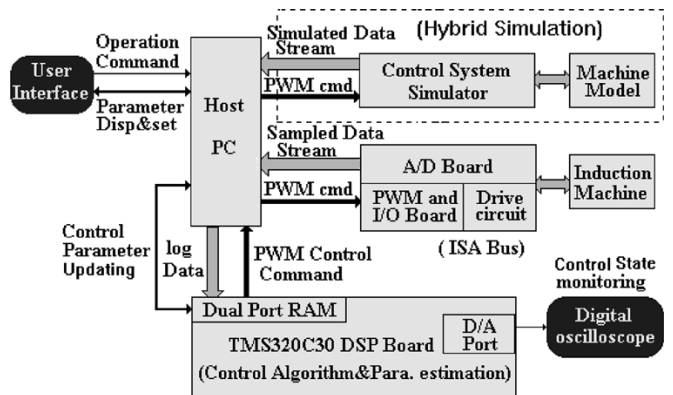 Simulated Data
Stream
(Hybrid Simulation)
Operation
Command
User
Interface
Parameter
Disp&set
Host
PC
PWM cmd
Control System
Simulator
Machine
Model
Sampled Data
Stream
PWM cmd
A/D Board
PWM and
I/O Board
Drive
circuit
Induction
Machine
( ISA Bus)
Control
Parameter
Updating
log
Data
PWM Control
Command
Control State
monitoring
Digital
oscilloscope
Dual Port RAM
D/A
Port
TMS320C30 DSP Board
(Control Algorithm&Para. estimation)